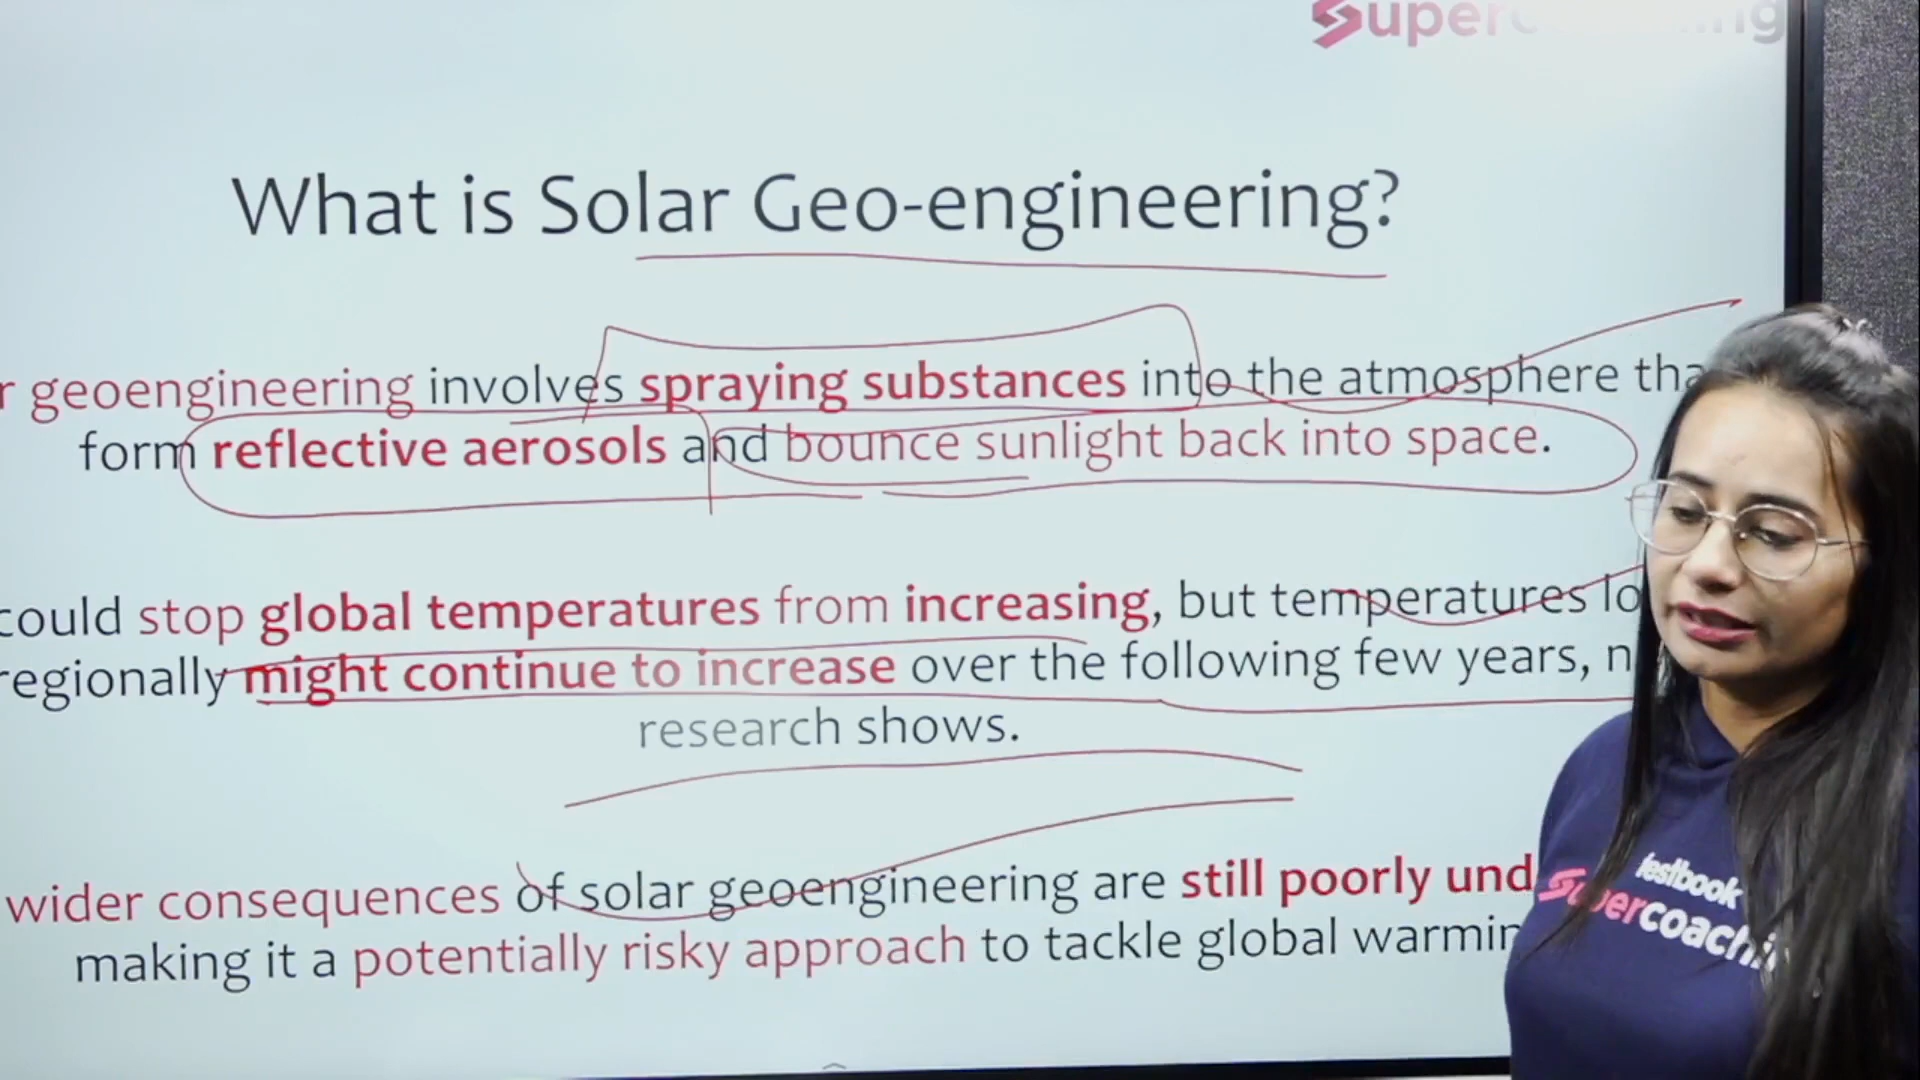 Super
What is Solar Geo-engineering?
r geoengineering involves spraying substances into the atmosphere tha
form reflective aerosols and bounce sunlight back into space.
could stop global temperatures from increasing, but temperatures lo
regionally might continue to increase over the following few years, n
research shows.
wider consequences of solar geoengineering are still poorly und
making it a potentially risky approach to tackle global warmin
testbook
Supercoachi